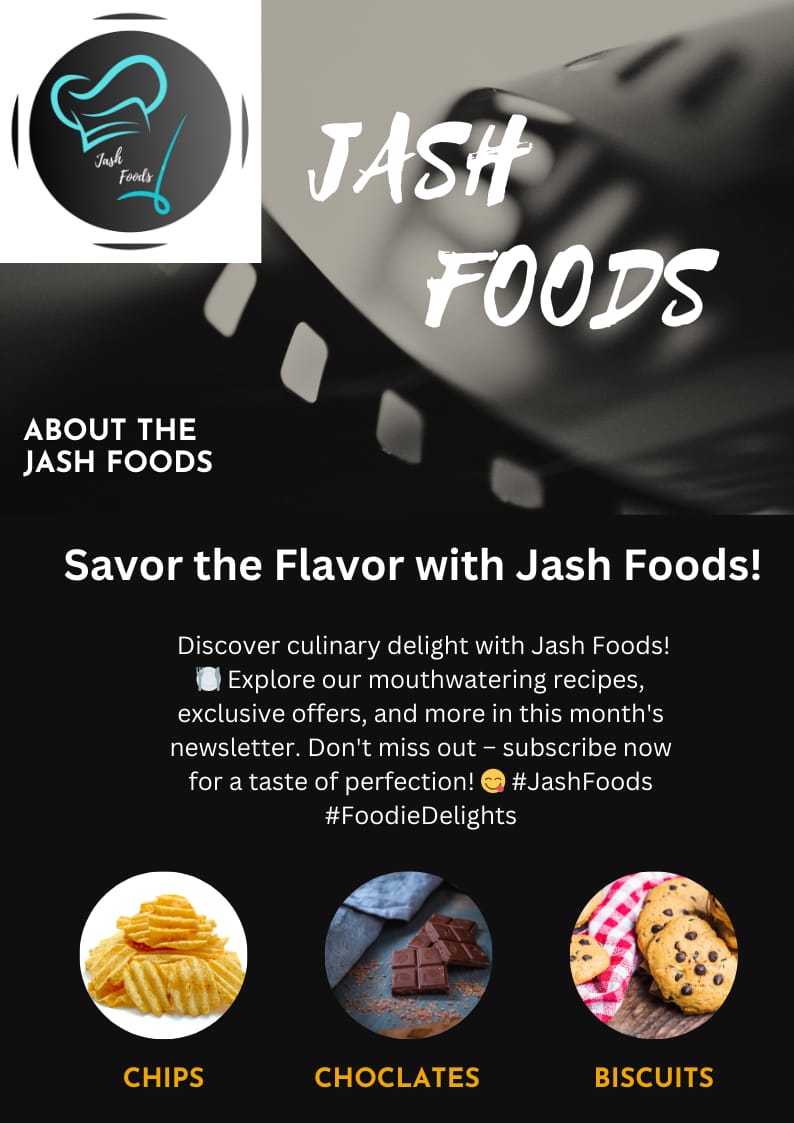 Jash
Foods
JASH
FOODS
ABOUT THE
JASH FOODS
Savor the Flavor with Jash Foods!
Discover culinary delight with Jash Foods!
🍽️ Explore our mouthwatering recipes,
exclusive offers, and more in this month's
newsletter. Don't miss out – subscribe now
for a taste of perfection! 😋 #JashFoods
#FoodieDelights
CHIPS
CHOCLATES
BISCUITS